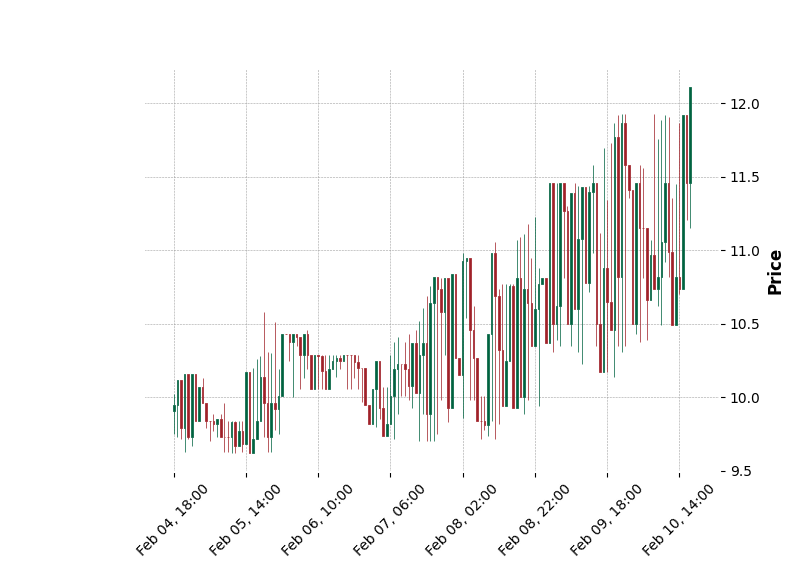 12.0
11.5
11.0
10.5
10.0
9.5
Price
Feb 04, 18:00
Feb 05, 14:00
Feb 06, 10:00
Feb 07, 06:00
Feb 08, 02:00
Feb 08, 22:00
Feb 09, 18:00
Feb 10, 14:00